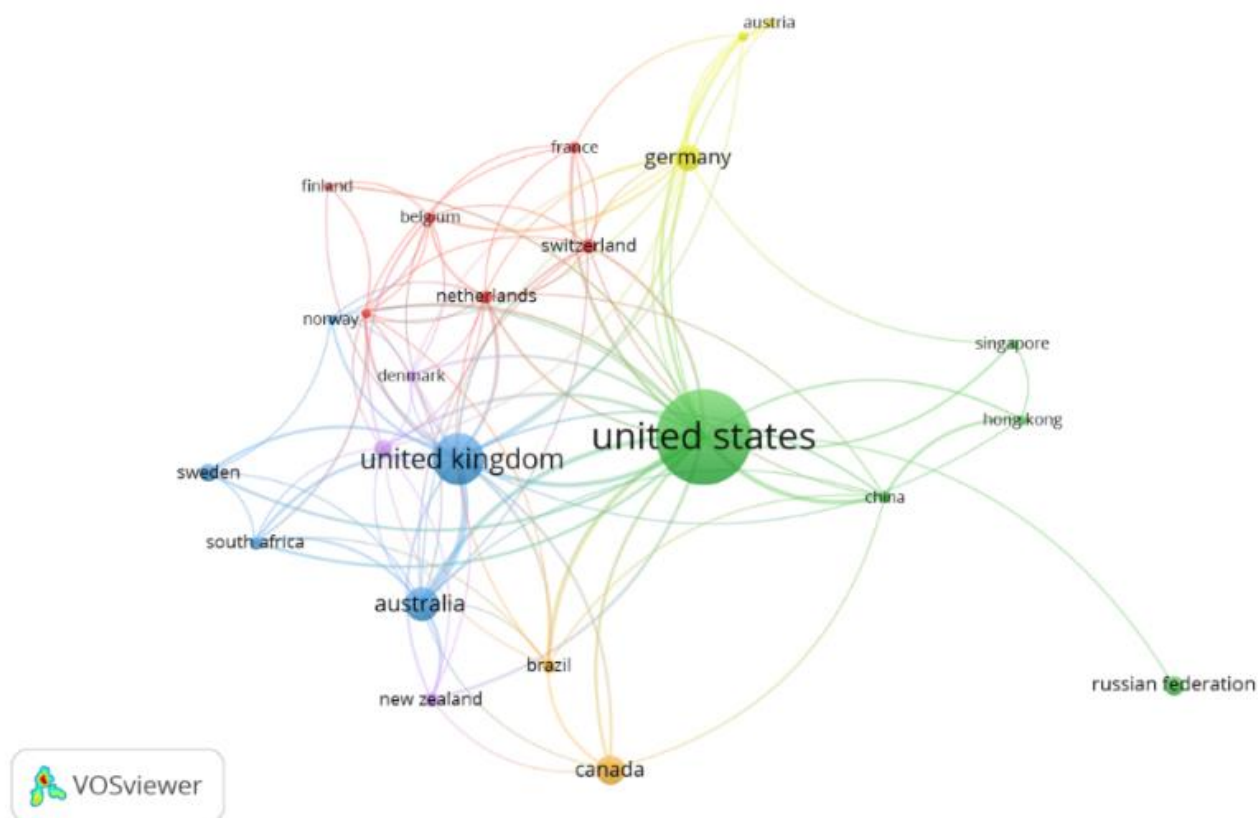 austria
france
germany
finland
belgium
switzerland
netherlands
norway
singapore
denmark
hong kong
united states
united kingdom
sweden
china
south africa
australia
brazil
new zealand
russian federation
canada
VOSviewer